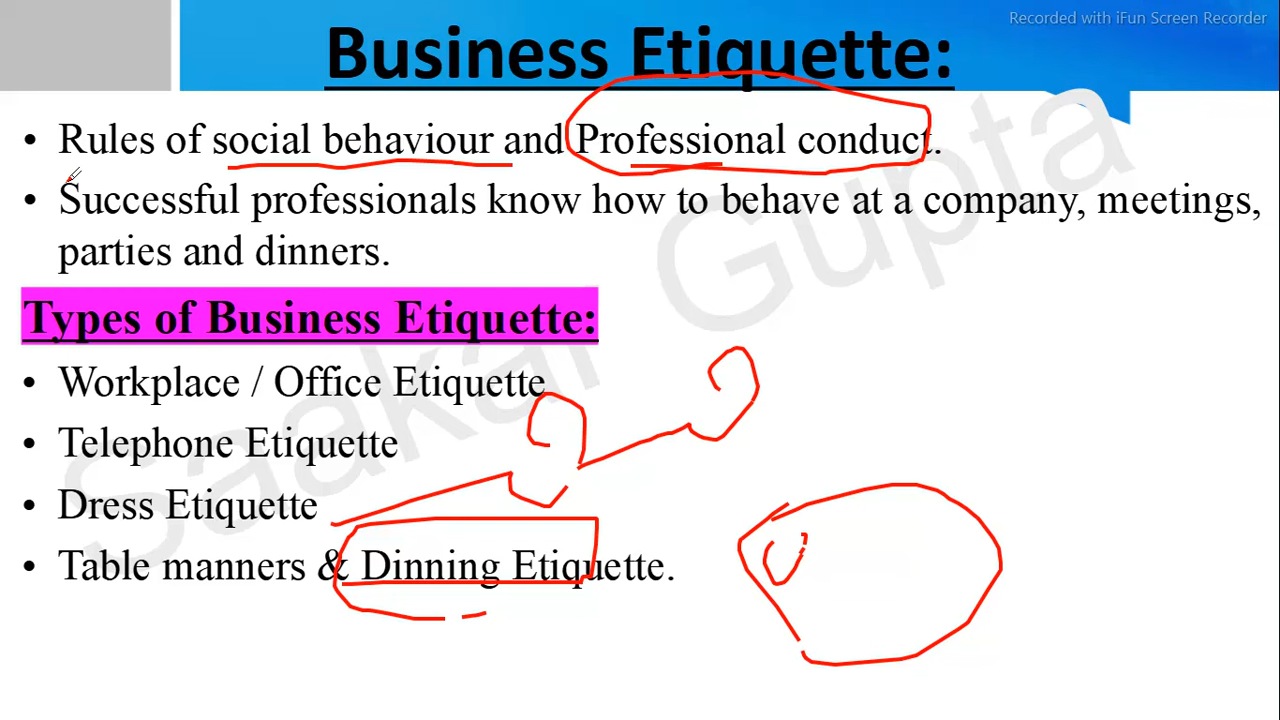 Recorded with iFun Screen Recorder
Business Etiquette:
• Rules of social behaviour and Professional conduct.
• Successful professionals know how to behave at a company, meetings,
parties and dinners.
Types of Business Etiquette:
• Workplace / Office Etiquette
• Telephone Etiquette
• Dress Etiquette
• Table manners & Dinning Etiquette.
Saakar Gupta